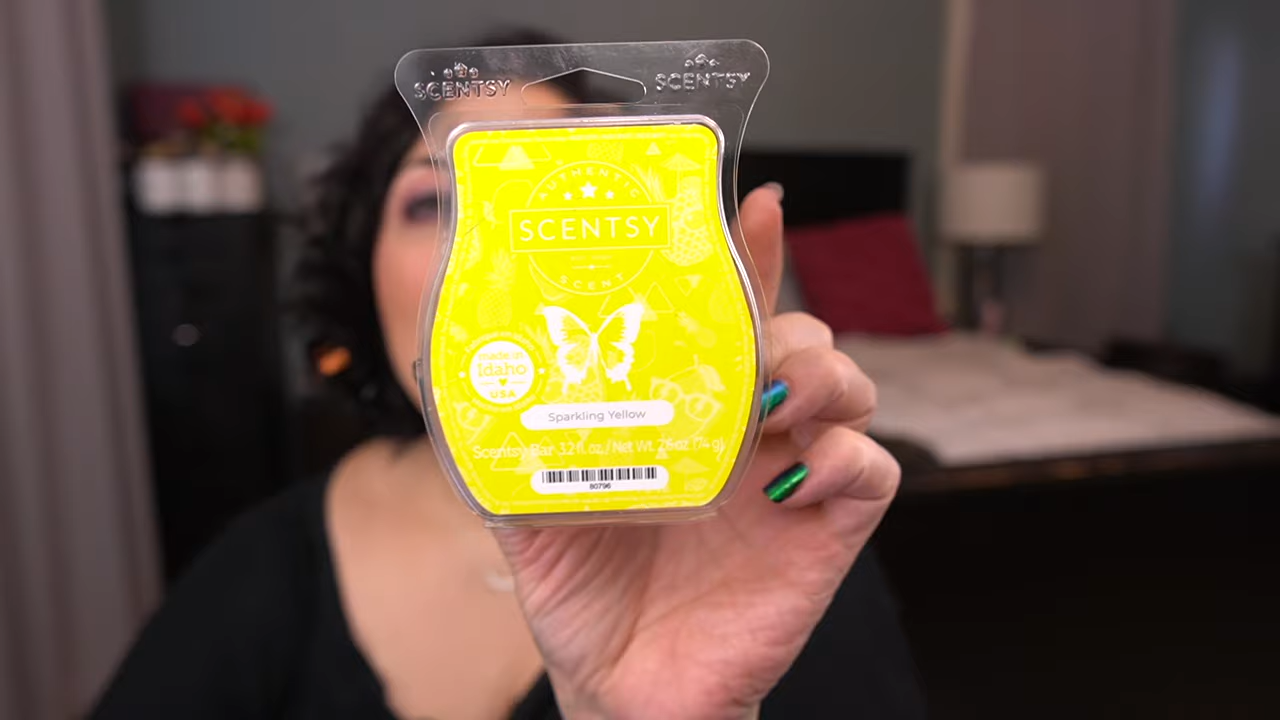 SCENTSY SCENTSY
AUTHENTIC
SCENTSY
SCENT
made in
Idaho
USA
Sparkling Yellow
Scentsy Bar 3.2 fl. oz. / Net Wt. 2.6 oz (74 g)
80796